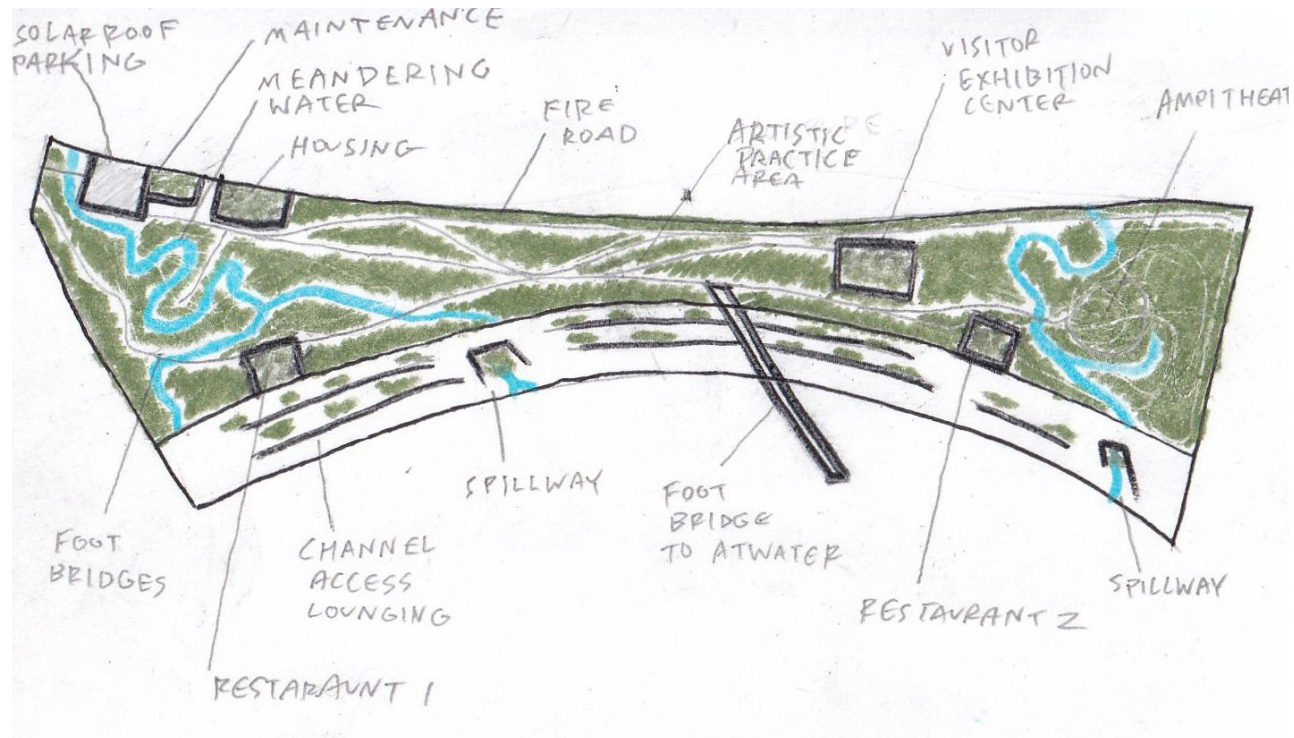 SOLAR ROOF
PARKING
MAINTENANCE
MEANDERING
WATER
HOUSING
FIRE
ROAD
ARTISTIC
PRACTICE
AREA
VISITOR
EXHIBITION
CENTER
AMPITHEAT
FOOT
BRIDGES
CHANNEL
ACCESS
LOUNGING
RESTARAUNT 1
SPILLWAY
FOOT
BRIDGE
TO ATWATER
RESTAURANT 2
SPILLWAY